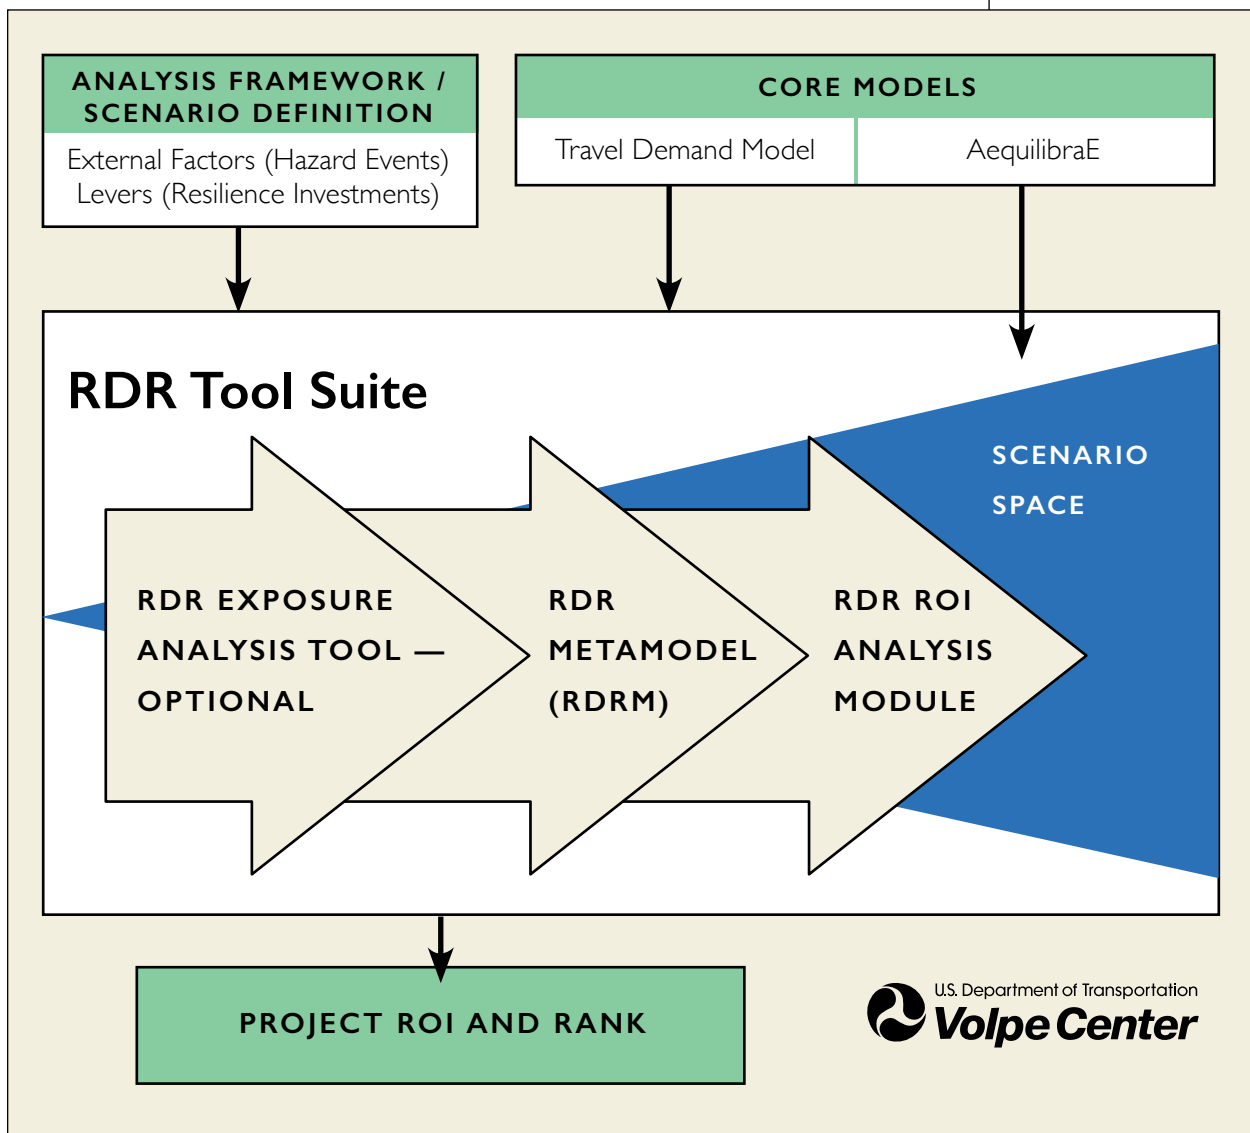 ANALYSIS FRAMEWORK /
SCENARIO DEFINITION
External Factors (Hazard Events)
Levers (Resilience Investments)
CORE MODELS
Travel Demand Model
AequilibraE
RDR Tool Suite
SCENARIO
SPACE
RDR EXPOSURE
ANALYSIS TOOL —
OPTIONAL
RDR
METAMODEL
(RDRM)
RDR ROI
ANALYSIS
MODULE
PROJECT ROI AND RANK
U.S. Department of Transportation
Volpe Center